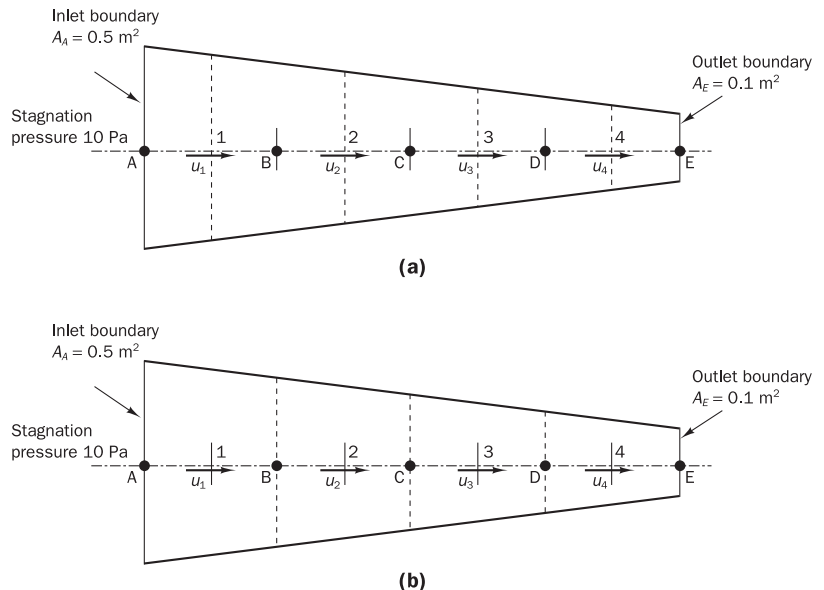 Inlet boundary
A_A = 0.5 m²
Outlet boundary
A_E = 0.1 m²
Stagnation
pressure 10 Pa
1 2 3 4
A B C D E
u₁ u₂ u₃ u₄
(a)
Inlet boundary
A_A = 0.5 m²
Outlet boundary
A_E = 0.1 m²
Stagnation
pressure 10 Pa
1 2 3 4
A B C D E
u₁ u₂ u₃ u₄
(b)